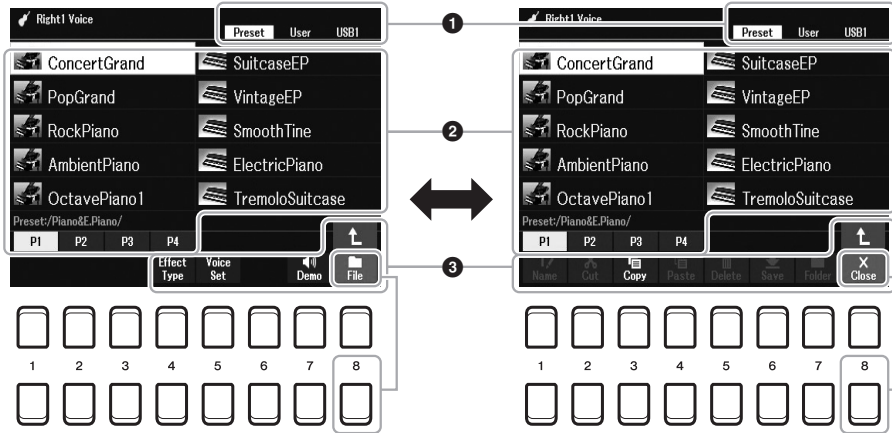 Right1 Voice
Preset User USB1
ConcertGrand SuitcaseEP
PopGrand VintageEP
RockPiano SmoothTine
AmbientPiano ElectricPiano
OctavePiano1 TremoloSuitcase
Preset:/Piano&E.Piano/
P1 P2 P3 P4
Effect Type Voice Set Demo File
1 2 3 4 5 6 7 8
1
2
3
Right1 Voice
Preset User USB1
ConcertGrand SuitcaseEP
PopGrand VintageEP
RockPiano SmoothTine
AmbientPiano ElectricPiano
OctavePiano1 TremoloSuitcase
Preset:/Piano&E.Piano/
P1 P2 P3 P4
Name Cut Copy Paste Delete Save Folder Close
1 2 3 4 5 6 7 8